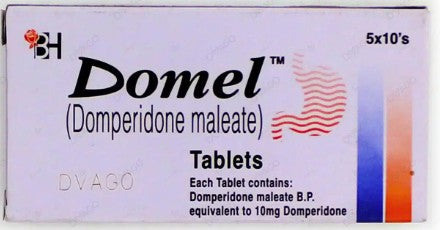 BH
5x10's
Domel™
(Domperidone maleate)
Tablets
DVAGO
Each Tablet contains:
Domperidone maleate B.P.
equivalent to 10mg Domperidone